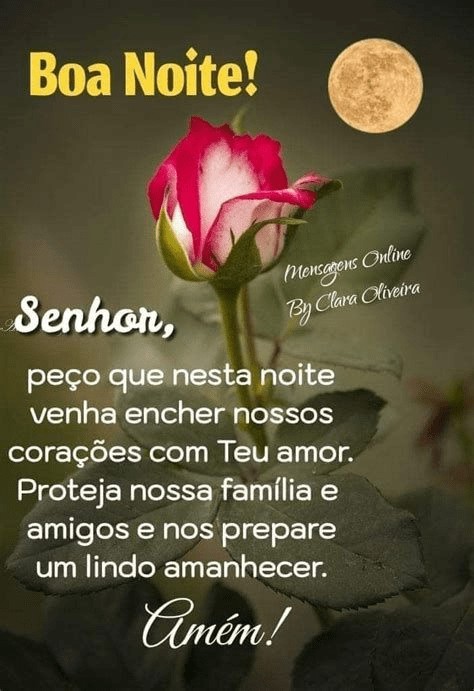 Boa Noite!
Mensagens Online
By Clara Oliveira
Senhor,
peço que nesta noite
venha encher nossos
corações com Teu amor.
Proteja nossa família e
amigos e nos prepare
um lindo amanhecer.
Amém!